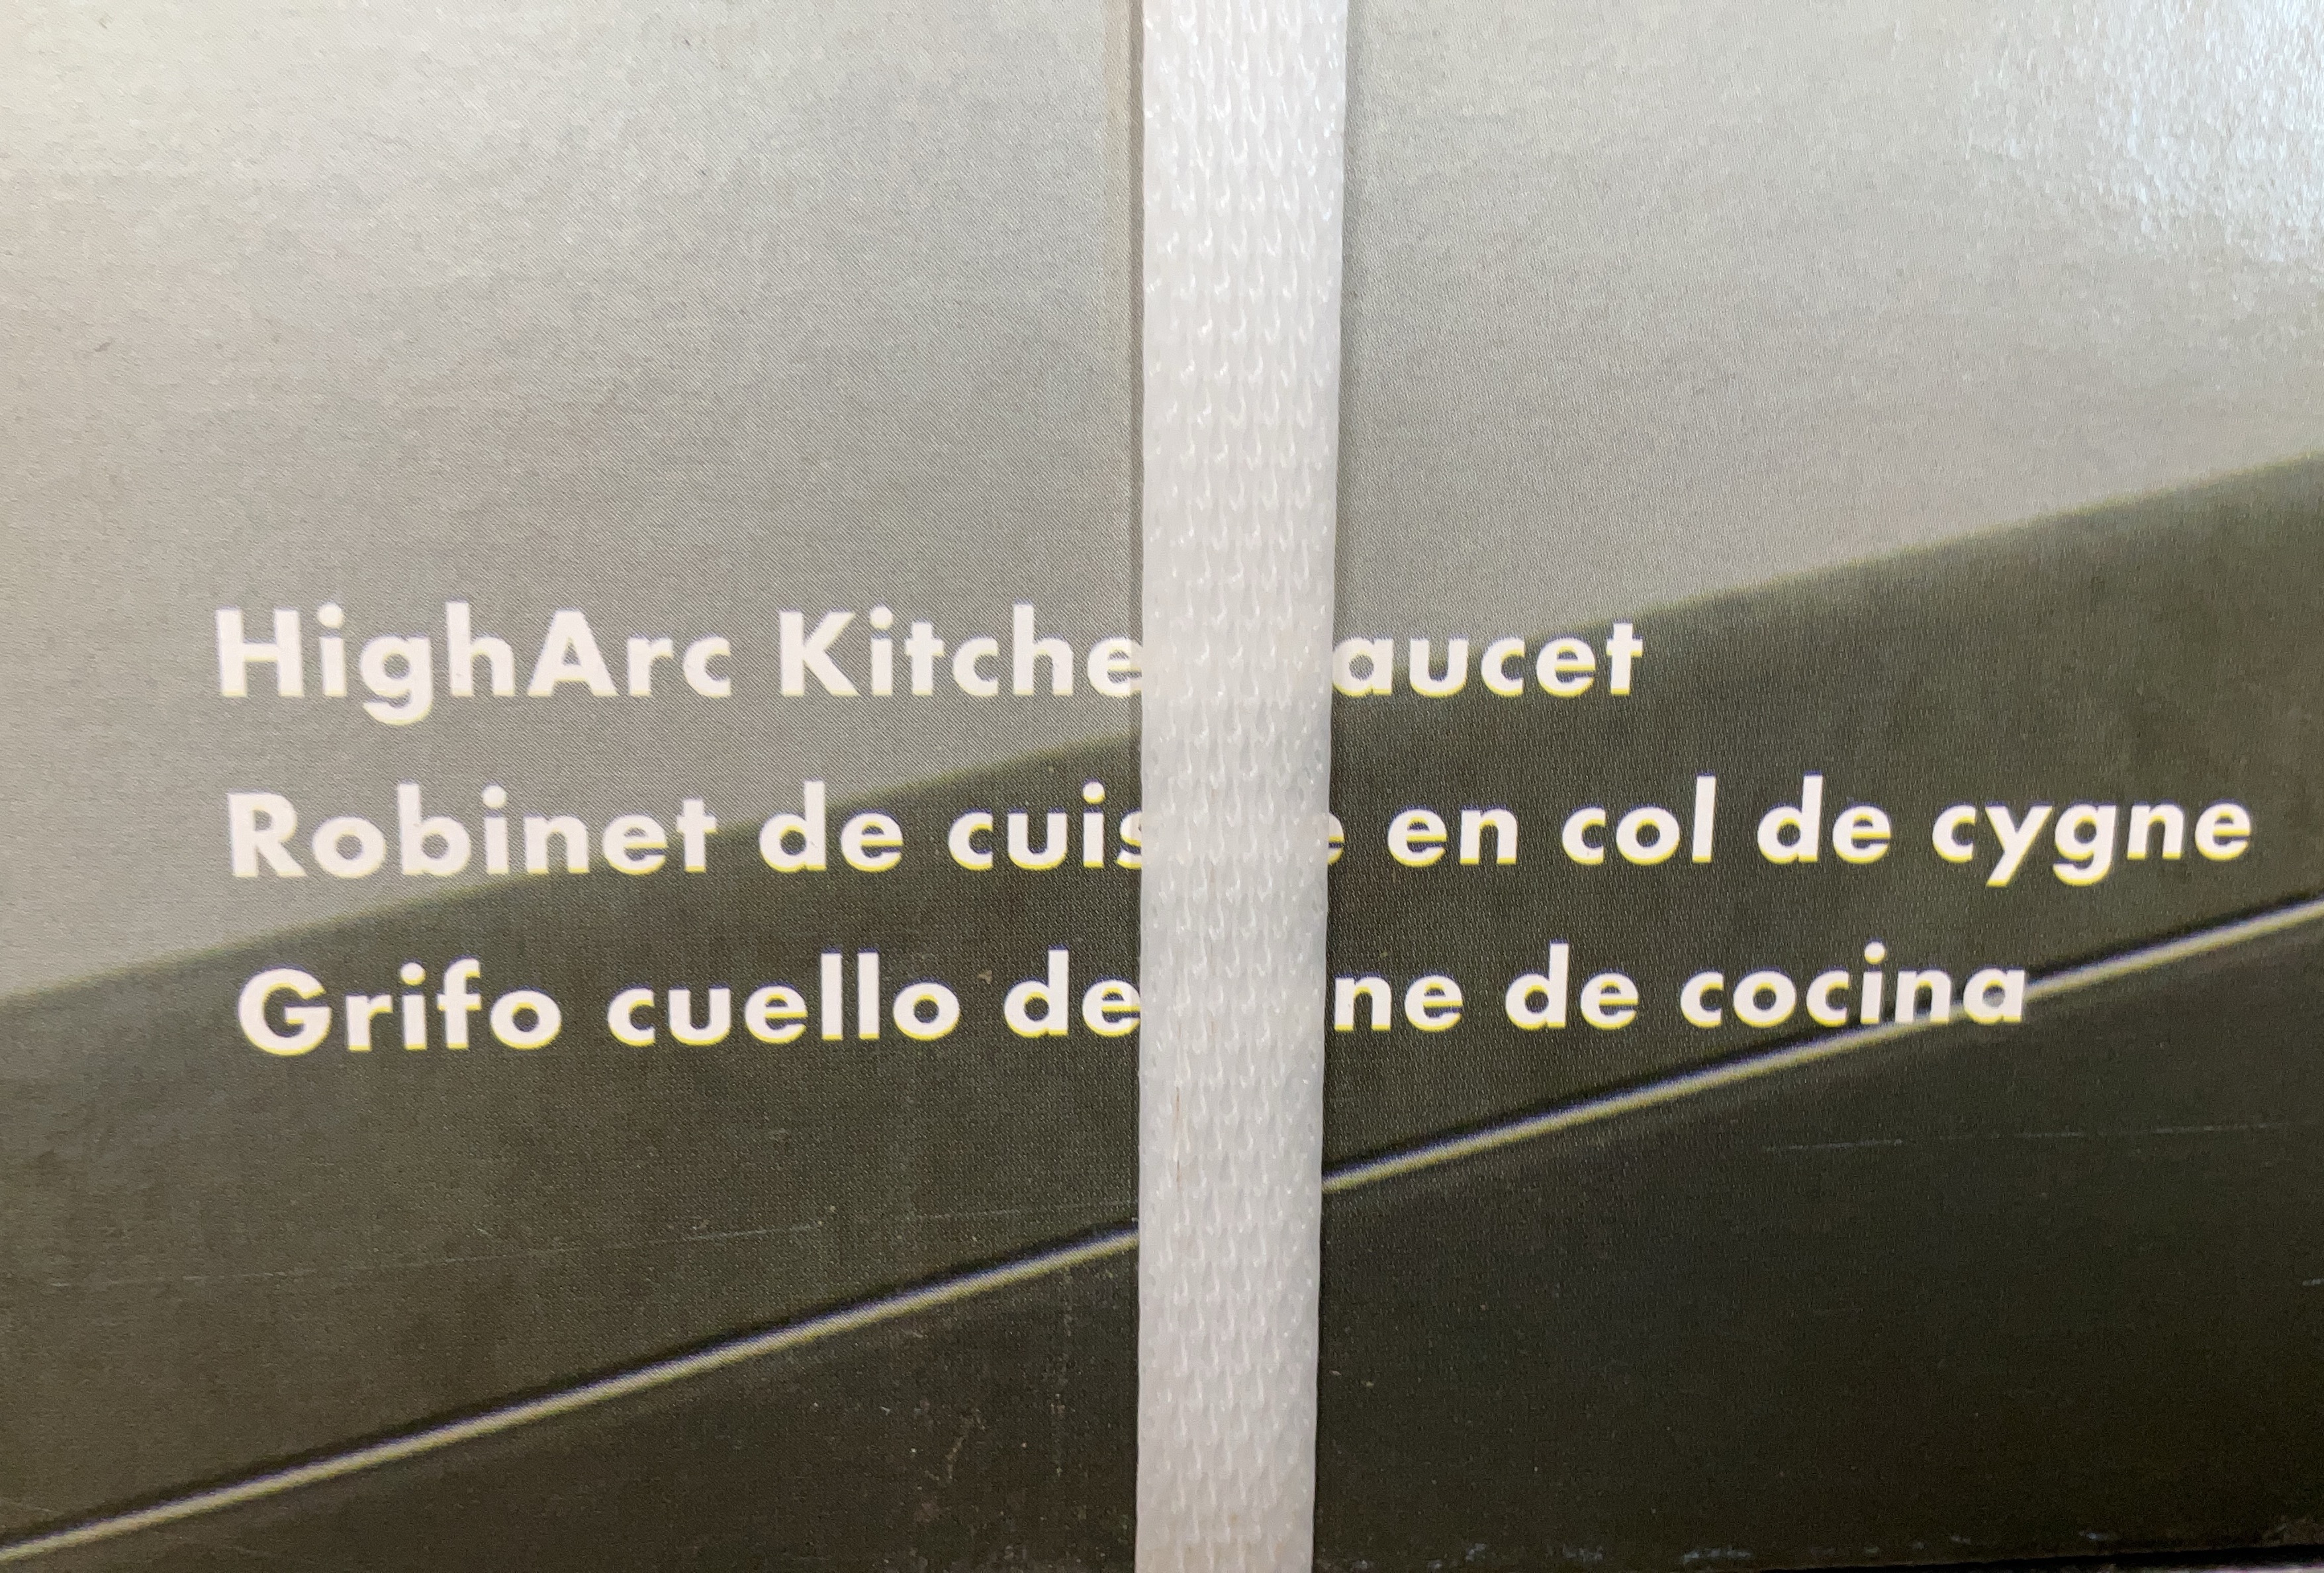 HighArc Kitche aucet
Robinet de cuis e en col de cygne
Grifo cuello de ne de cocina